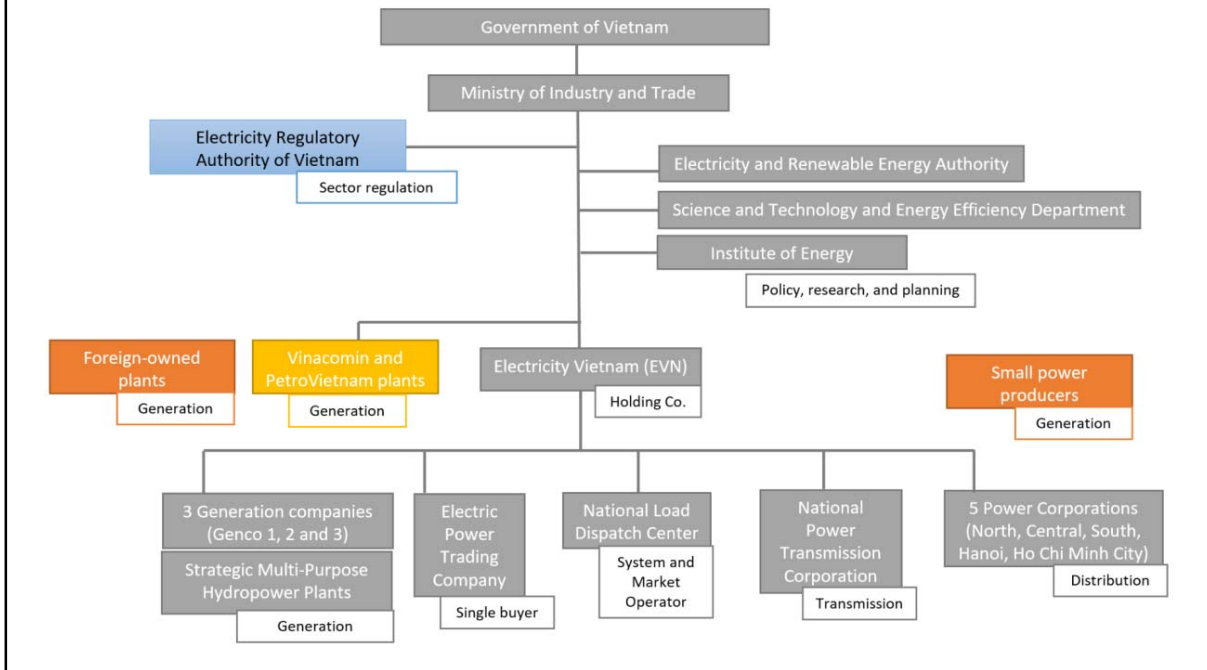 Government of Vietnam
Ministry of Industry and Trade
Electricity Regulatory
Authority of Vietnam
Sector regulation
Electricity and Renewable Energy Authority
Science and Technology and Energy Efficiency Department
Institute of Energy
Policy, research, and planning
Foreign-owned
plants
Generation
Vinacomin and
PetroVietnam plants
Generation
Electricity Vietnam (EVN)
Holding Co.
Small power
producers
Generation
3 Generation companies
(Genco 1, 2 and 3)
Strategic Multi-Purpose
Hydropower Plants
Generation
Electric
Power
Trading
Company
Single buyer
National Load
Dispatch Center
System and
Market
Operator
National
Power
Transmission
Corporation
Transmission
5 Power Corporations
(North, Central, South,
Hanoi, Ho Chi Minh City)
Distribution